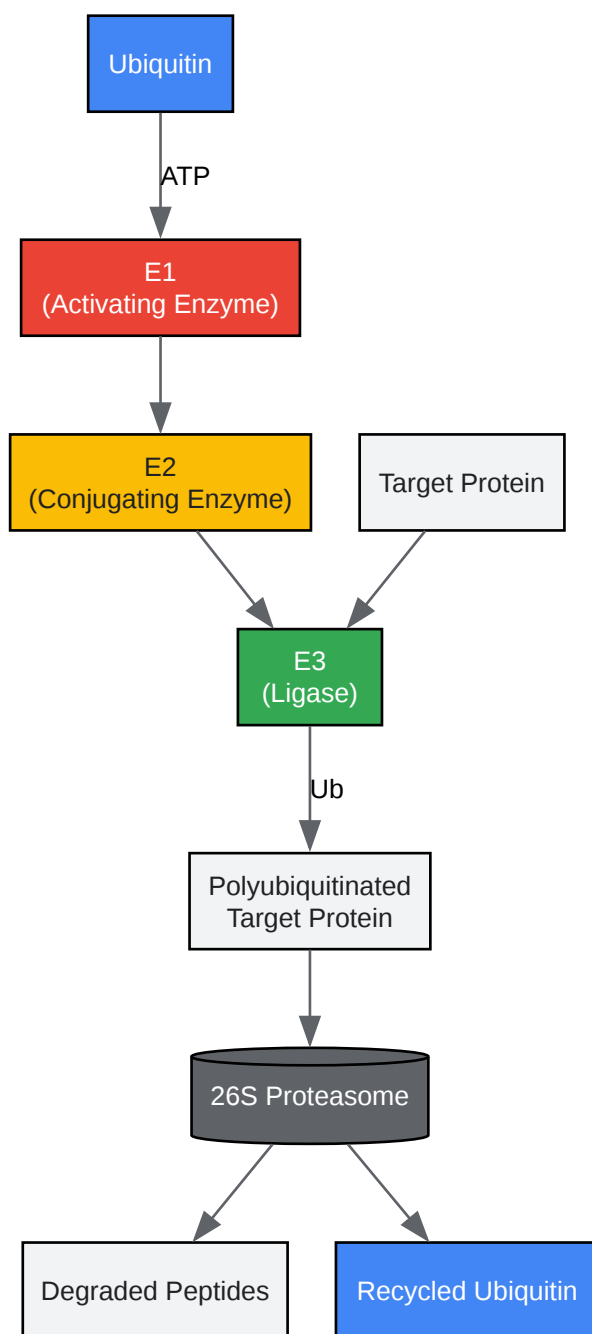 Ubiquitin
ATP
E1
(Activating Enzyme)
E2
(Conjugating Enzyme)
Target Protein
E3
(Ligase)
Ub
Polyubiquitinated
Target Protein
26S Proteasome
Degraded Peptides
Recycled Ubiquitin